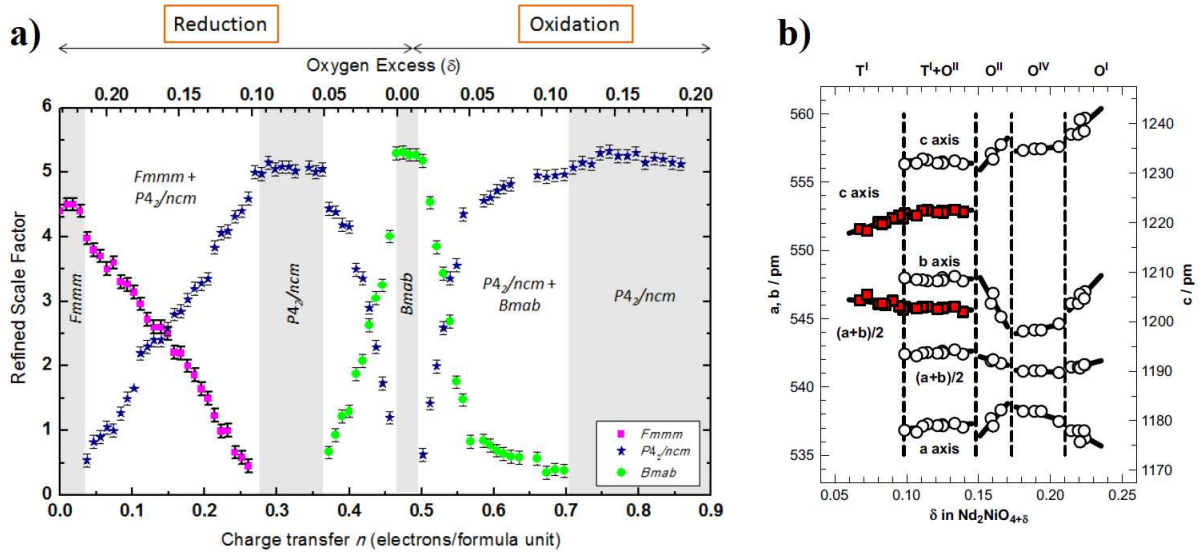 a)
Reduction
Oxidation
Oxygen Excess (δ)
0.20 0.15 0.10 0.05 0.00 0.05 0.10 0.15 0.20
Refined Scale Factor
6
5
4
3
2
1
0
Fmmm +
P4₂/ncm
Fmmm
P4₂/ncm
Bmab
P4₂/ncm +
Bmab
P4₂/ncm
Fmmm
P4₂/ncm
Bmab
0.0 0.1 0.2 0.3 0.4 0.5 0.6 0.7 0.8 0.9
Charge transfer n (electrons/formula unit)
b)
Tᴵ Tᴵ+Oᴵᴵ Oᴵᴵ Oᴵⱽ Oᴵ
a, b / pm
560
555
550
545
540
535
c axis
c axis
b axis
(a+b)/2
(a+b)/2
a axis
1240
1230
1220
1210
1200
1190
1180
1170
c / pm
0.05 0.10 0.15 0.20 0.25
δ in Nd₂NiO₄₊δ